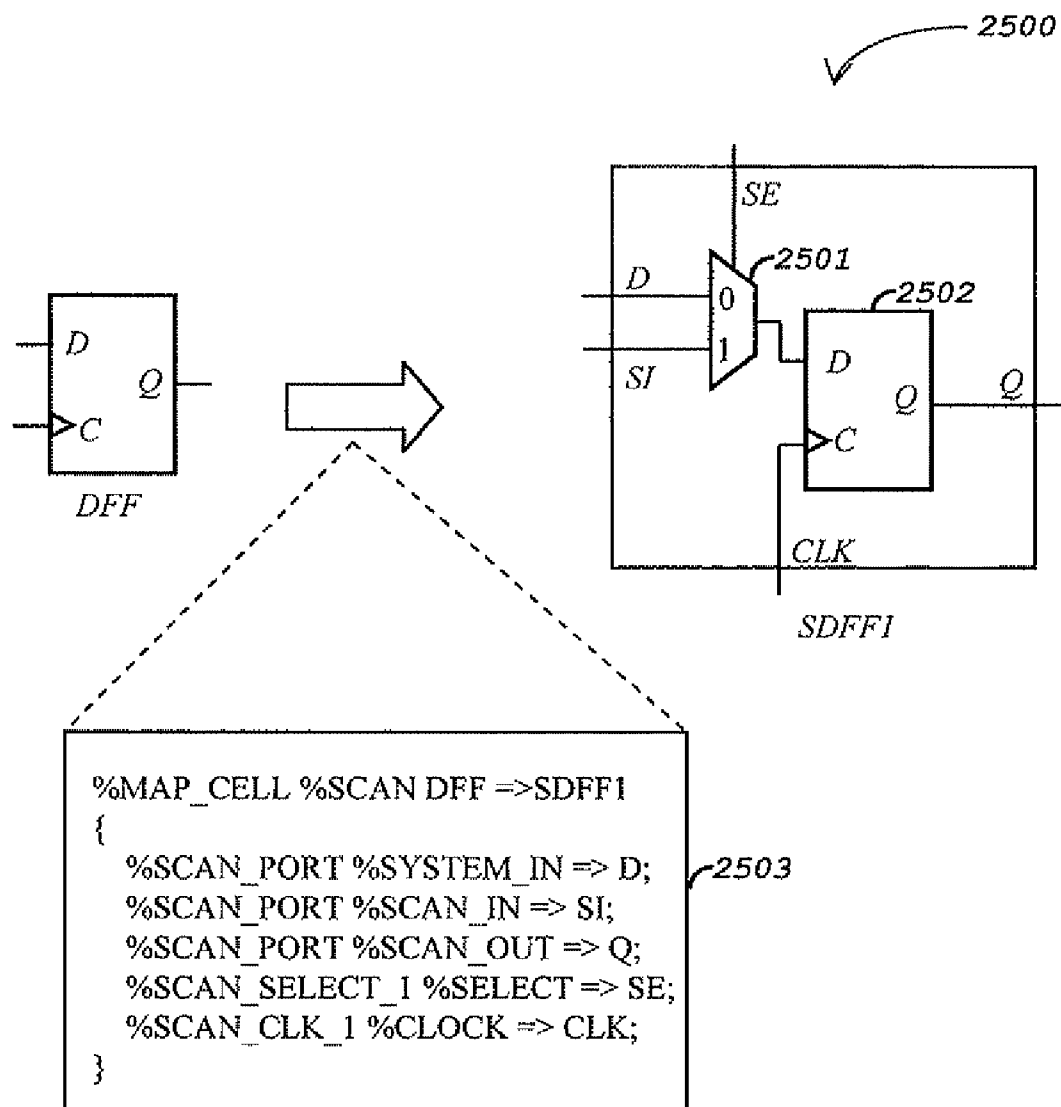 2500
SE
2501
D
0
2502
SI
1
D
Q
Q
C
D
Q
C
DFF
CLK
SDFF1
%MAP_CELL %SCAN DFF =>SDFF1
{
%SCAN_PORT %SYSTEM_IN => D;
%SCAN_PORT %SCAN_IN => SI;
%SCAN_PORT %SCAN_OUT => Q;
%SCAN_SELECT_1 %SELECT => SE;
%SCAN_CLK_1 %CLOCK => CLK;
}
2503